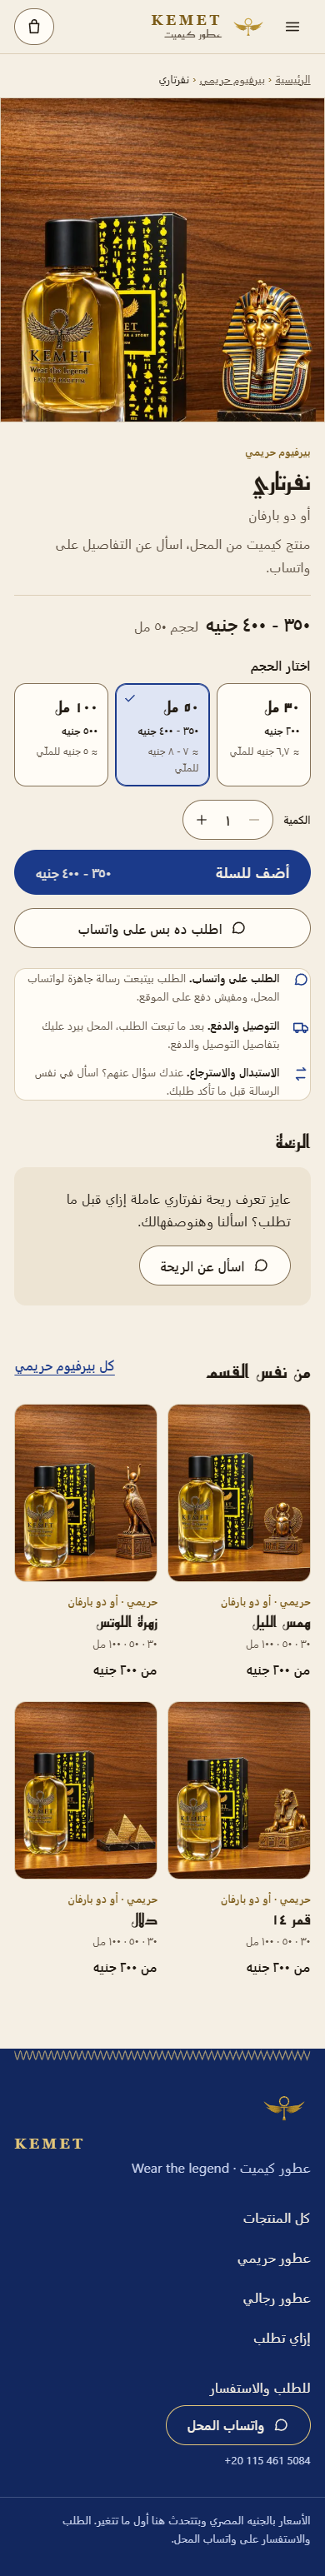 KEMET
عطور كيميت
الرئيسية › بيرفيوم حريمي › نفرتاري
KEMET
Wear the Legend
بيرفيوم حريمي
نفرتاري
أو دو بارفان
منتج كيميت من المحل، اسأل عن التفاصيل على
واتساب.
٣٥٠ - ٤٠٠ جنيه لحجم ٥٠ مل
اختار الحجم
٣٠ مل
٢٠٠ جنيه
≈ ٦٫٧ جنيه للملّي
٥٠ مل
٣٥٠ - ٤٠٠ جنيه
≈ ٧ - ٨ جنيه
للملّي
١٠٠ مل
٥٠٠ جنيه
≈ ٥ جنيه للملّي
الكمية
١
أضف للسلة
٣٥٠ - ٤٠٠ جنيه
اطلب ده بس على واتساب
الطلب على واتساب. الطلب بيتبعت رسالة جاهزة لواتساب
المحل، ومفيش دفع على الموقع.
التوصيل والدفع. بعد ما تبعت الطلب، المحل بيرد عليك
بتفاصيل التوصيل والدفع.
الاستبدال والاسترجاع. عندك سؤال عنهم؟ اسأل في نفس
الرسالة قبل ما تأكد طلبك.
الريحة
عايز تعرف ريحة نفرتاري عاملة إزاي قبل ما
تطلب؟ اسألنا وهنوصفهالك.
اسأل عن الريحة
من نفس القسم
كل بيرفيوم حريمي
حريمي · أو دو بارفان
همس الليل
٣٠ · ٥٠ · ١٠٠ مل
من ٢٠٠ جنيه
حريمي · أو دو بارفان
زهرة اللوتس
٣٠ · ٥٠ · ١٠٠ مل
من ٢٠٠ جنيه
حريمي · أو دو بارفان
قمر ١٤
٣٠ · ٥٠ · ١٠٠ مل
من ٢٠٠ جنيه
حريمي · أو دو بارفان
دلال
٣٠ · ٥٠ · ١٠٠ مل
من ٢٠٠ جنيه
KEMET
عطور كيميت · Wear the legend
كل المنتجات
عطور حريمي
عطور رجالي
إزاي تطلب
للطلب والاستفسار
واتساب المحل
+20 115 461 5084
الأسعار بالجنيه المصري وبتتحدث هنا أول ما تتغير. الطلب
والاستفسار على واتساب المحل.